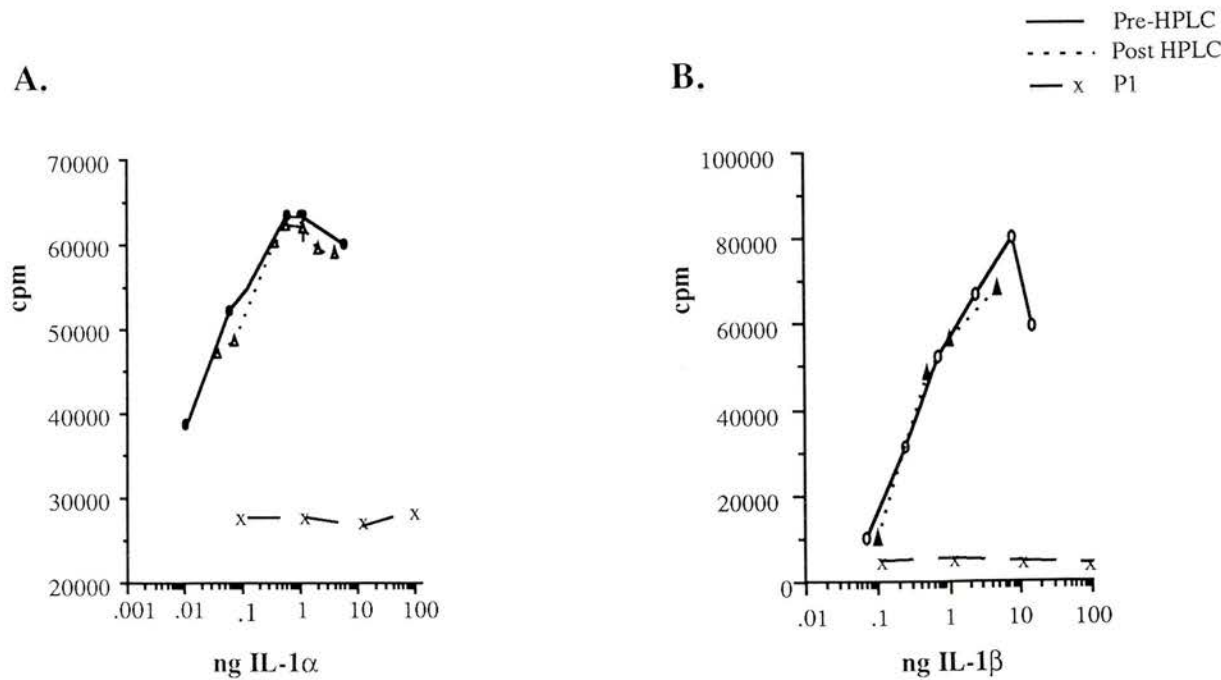 Pre-HPLC
Post HPLC
x P1
A.
B.
70000
60000
50000
40000
30000
20000
cpm
.001 .01 .1 1 10 100
ng IL-1α
100000
80000
60000
40000
20000
0
cpm
.01 .1 1 10 100
ng IL-1β